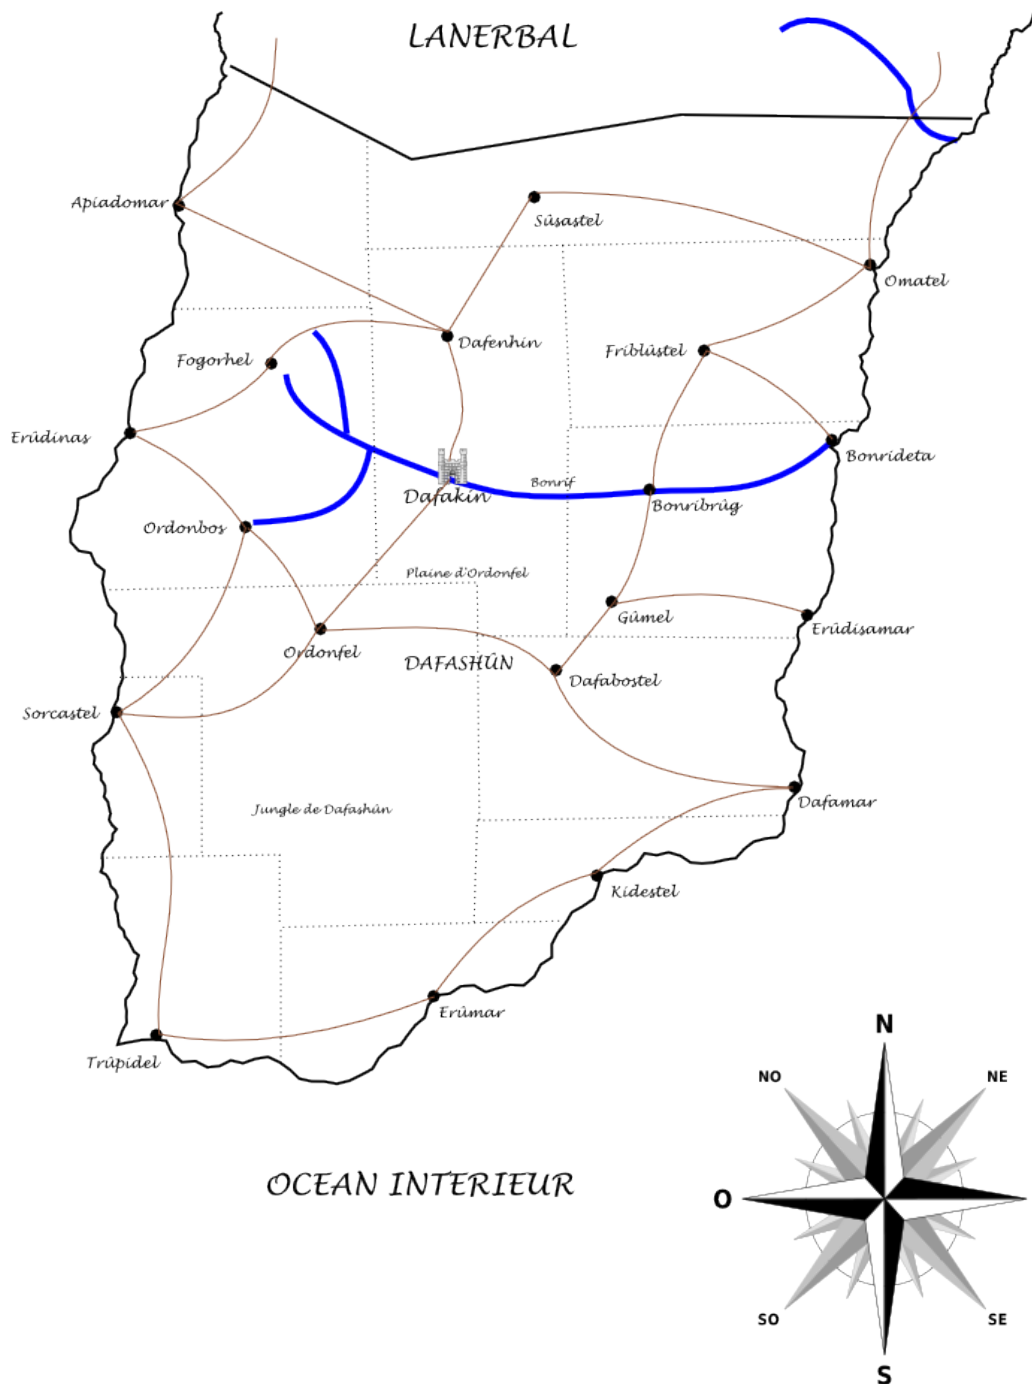 LANERBAL
Apiadomar
Sûsastel
Omatel
Dafenhin
Friblûstel
Fogorhel
Erûdinas
Bonrideta
Bonrif
Dafakin
Bonribrûg
Ordonbos
Plaine d'Ordonfel
Gûmel
Erûdisamar
Ordonfel
DAFASHÛN
Dafabostel
Sorcastel
Jungle de Dafashûn
Dafamar
Kidestel
Erûmar
Trûpidel
N
NO
NE
OCEAN INTERIEUR
O
SO
SE
S